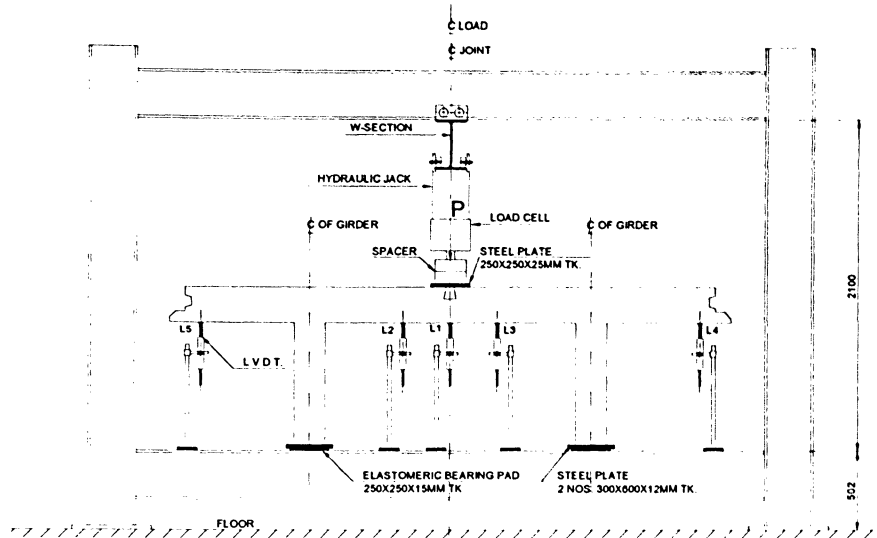 ℄ LOAD
℄ JOINT
W-SECTION
HYDRAULIC JACK
P
LOAD CELL
℄ OF GIRDER
℄ OF GIRDER
SPACER
STEEL PLATE
250X250X25MM TK.
2100
L5
L2
L1
L3
L4
L.V.D.T.
ELASTOMERIC BEARING PAD
250X250X15MM TK
STEEL PLATE
2 NOS. 300X600X12MM TK.
502
FLOOR